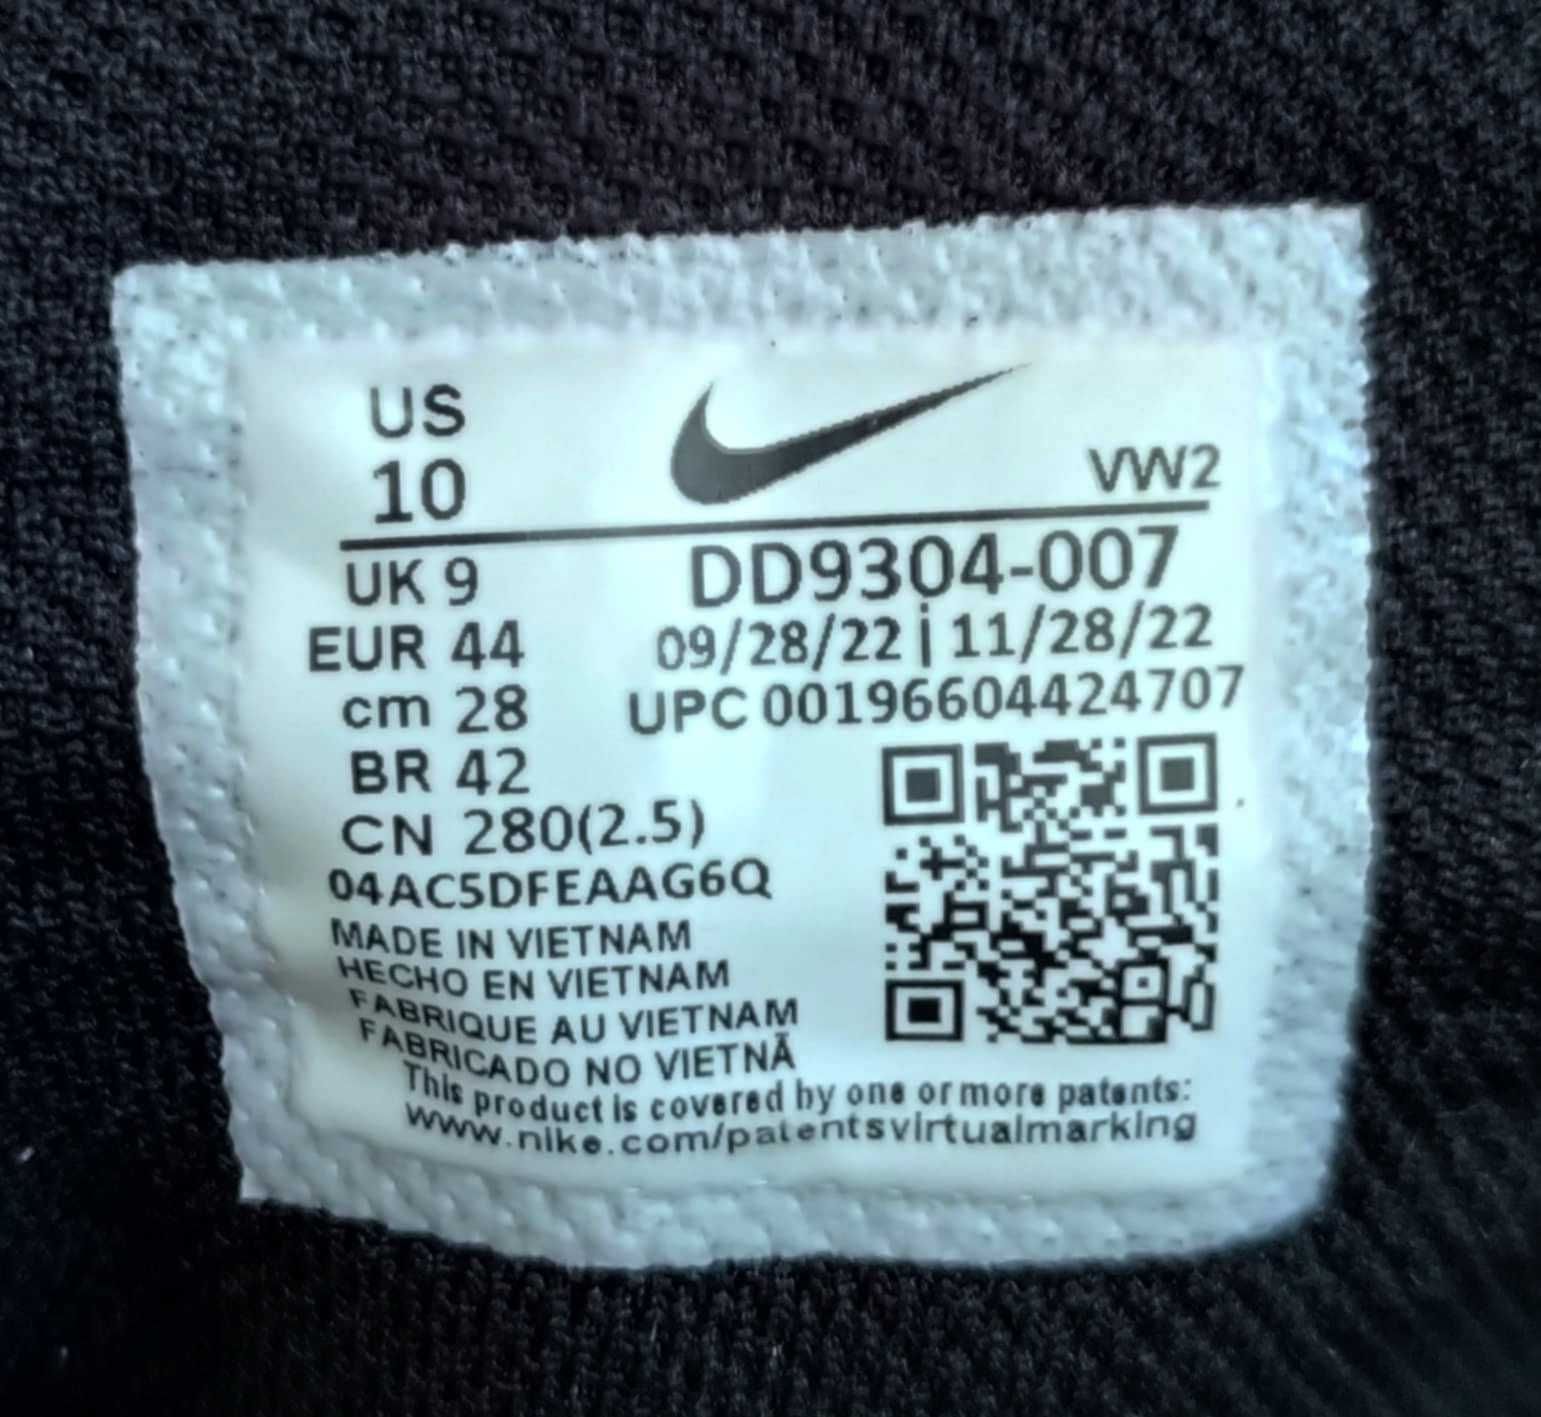 US
10
VW2
UK 9
DD9304-007
EUR 44
09/28/22 | 11/28/22
cm 28
UPC 00196604424707
BR 42
CN 280(2.5)
04AC5DFEAAG6Q
MADE IN VIETNAM
HECHO EN VIETNAM
FABRIQUE AU VIETNAM
FABRICADO NO VIETNÃ
This product is covered by one or more patents:
www.nike.com/patentsvirtualmarking